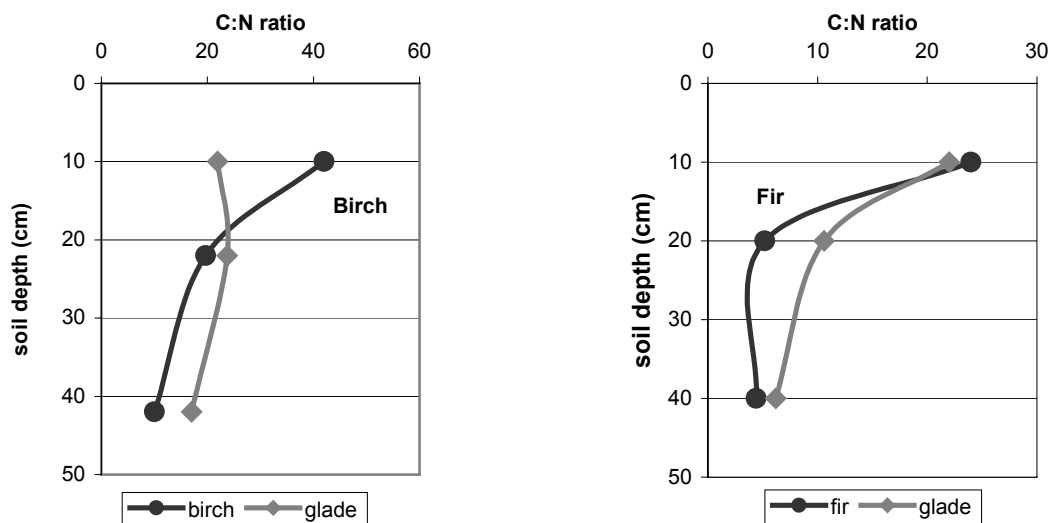 C:N ratio
0 20 40 60
0
10
20
30
40
50
soil depth (cm)
Birch
birch glade
C:N ratio
0 10 20 30
0
10
20
30
40
50
soil depth (cm)
Fir
fir glade